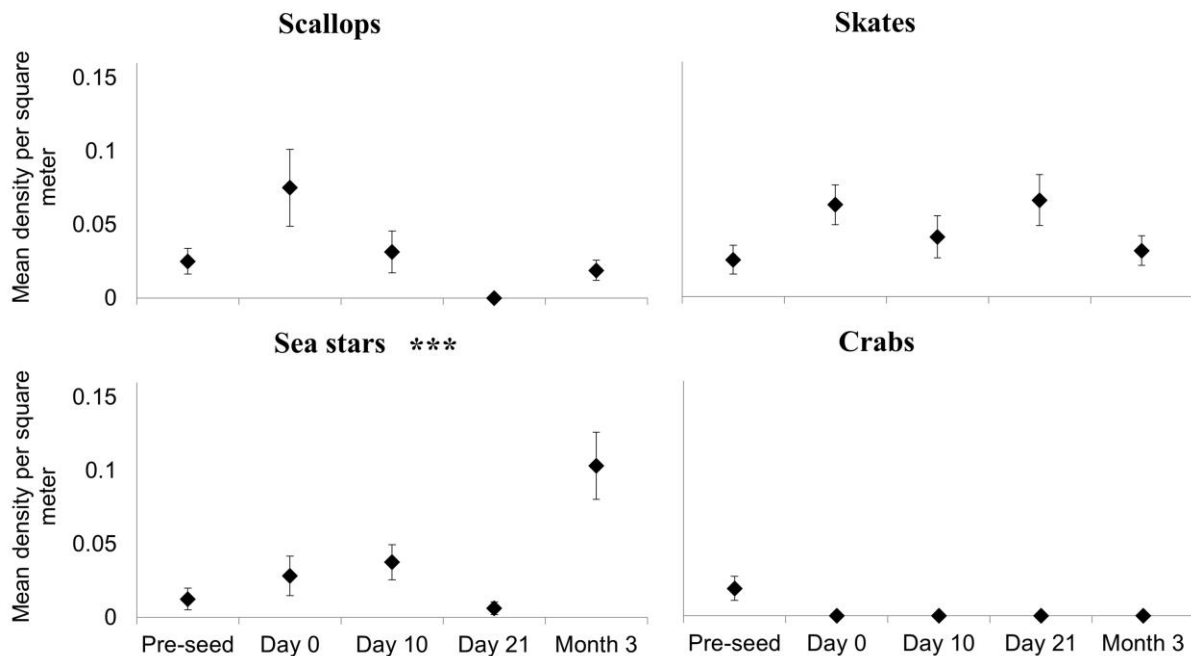 Scallops
Skates
Mean density per square
meter
0.15
0.1
0.05
0
Sea stars ***
Crabs
Mean density per square
meter
0.15
0.1
0.05
0
Pre-seed Day 0 Day 10 Day 21 Month 3
Pre-seed Day 0 Day 10 Day 21 Month 3